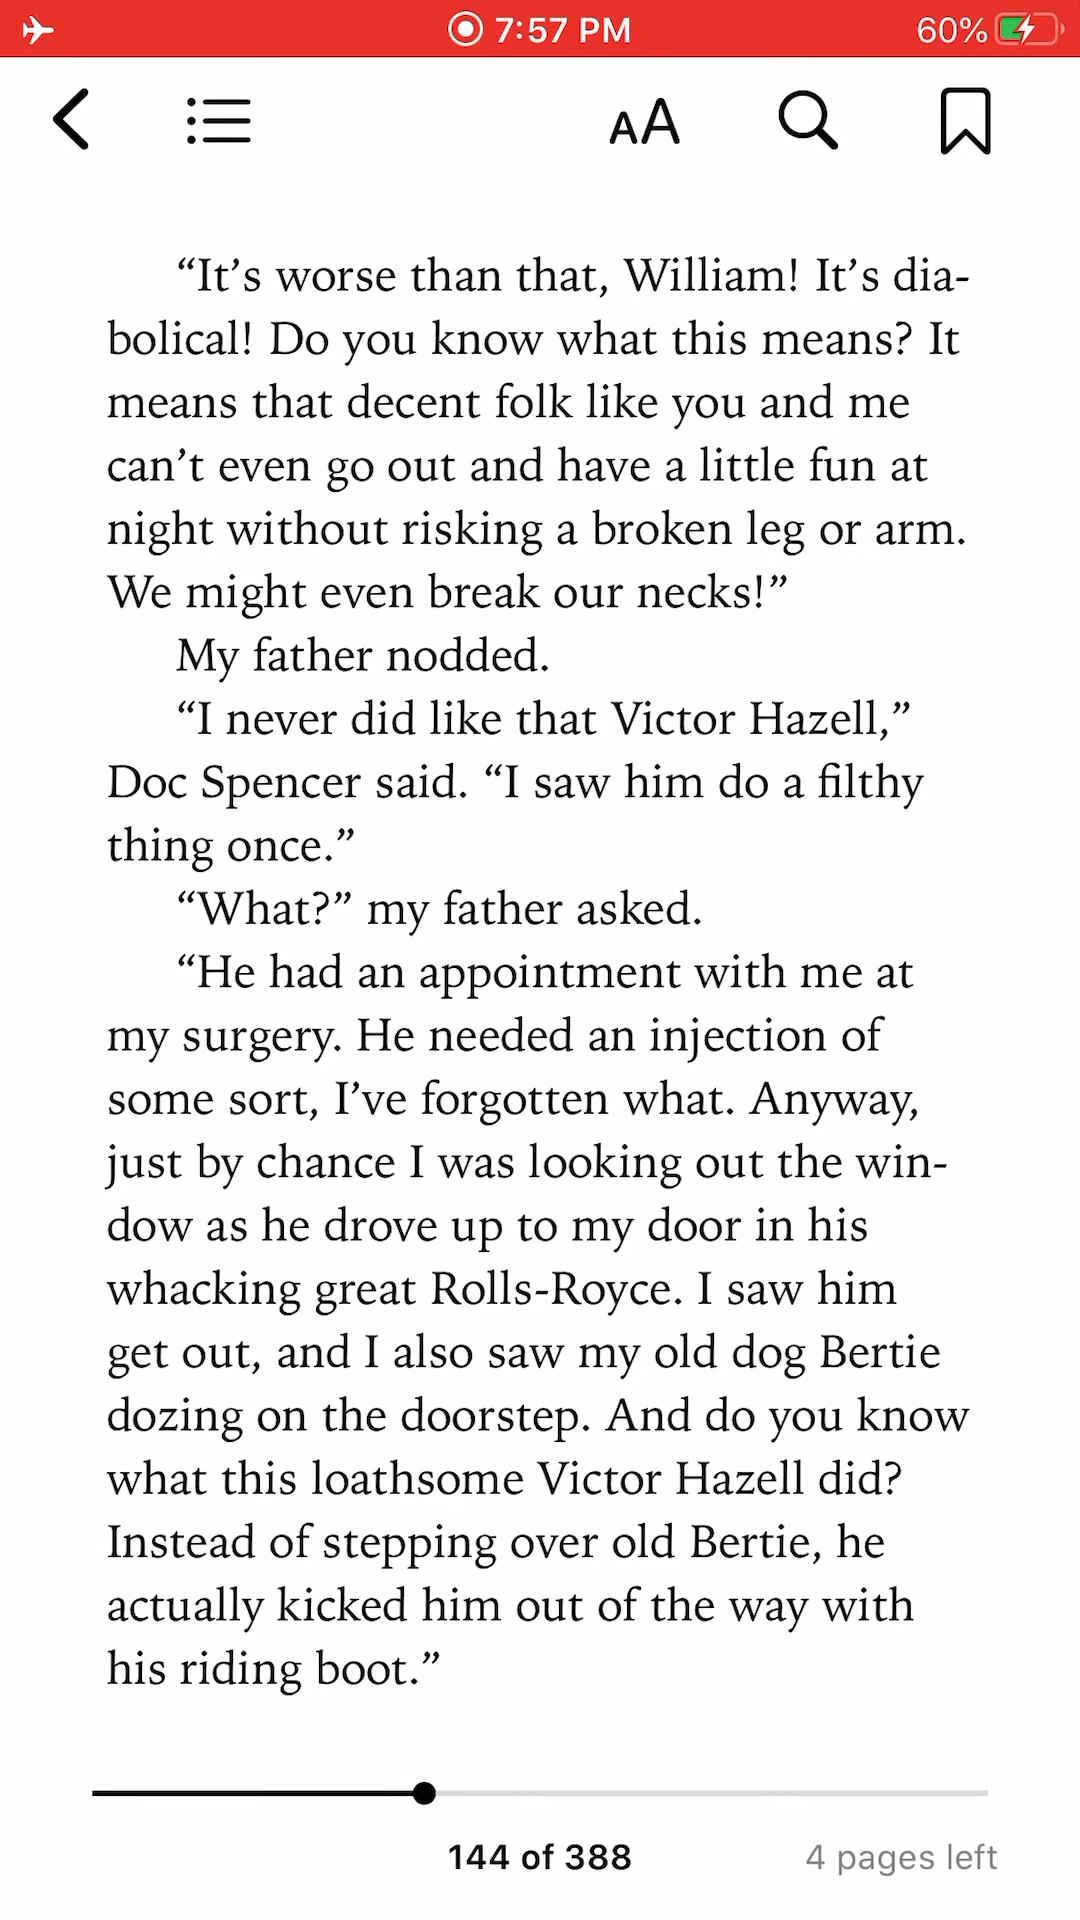 7:57 PM
60%
AA
“It’s worse than that, William! It’s dia-
bolical! Do you know what this means? It
means that decent folk like you and me
can’t even go out and have a little fun at
night without risking a broken leg or arm.
We might even break our necks!”
My father nodded.
“I never did like that Victor Hazell,”
Doc Spencer said. “I saw him do a filthy
thing once.”
“What?” my father asked.
“He had an appointment with me at
my surgery. He needed an injection of
some sort, I’ve forgotten what. Anyway,
just by chance I was looking out the win-
dow as he drove up to my door in his
whacking great Rolls-Royce. I saw him
get out, and I also saw my old dog Bertie
dozing on the doorstep. And do you know
what this loathsome Victor Hazell did?
Instead of stepping over old Bertie, he
actually kicked him out of the way with
his riding boot.”
144 of 388
4 pages left